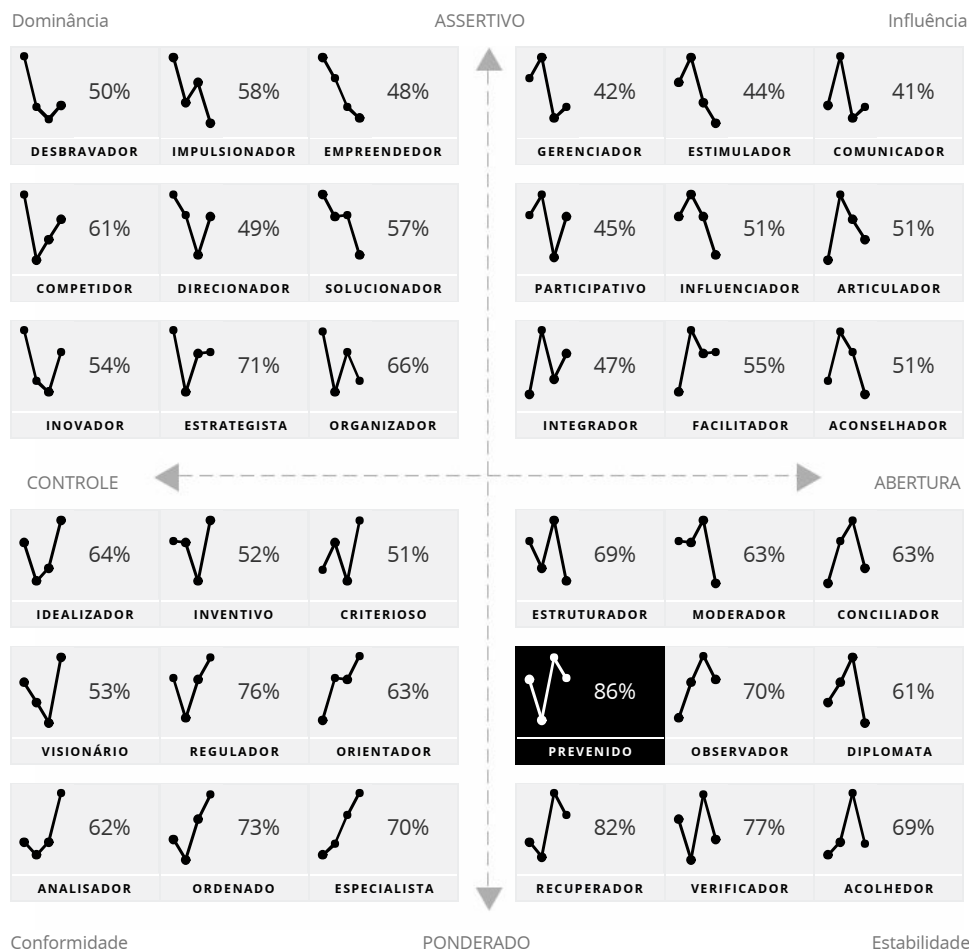 Dominância ASSERTIVO Influência
50% 58% 48% 42% 44% 41%
DESBRAVADOR IMPULSIONADOR EMPREENDEDOR GERENCIADOR ESTIMULADOR COMUNICADOR
61% 49% 57% 45% 51% 51%
COMPETIDOR DIRECIONADOR SOLUCIONADOR PARTICIPATIVO INFLUENCIADOR ARTICULADOR
54% 71% 66% 47% 55% 51%
INOVADOR ESTRATEGISTA ORGANIZADOR INTEGRADOR FACILITADOR ACONSELHADOR
CONTROLE ABERTURA
64% 52% 51% 69% 63% 63%
IDEALIZADOR INVENTIVO CRITERIOSO ESTRUTURADOR MODERADOR CONCILIADOR
53% 76% 63% 86% 70% 61%
VISIONÁRIO REGULADOR ORIENTADOR PREVENIDO OBSERVADOR DIPLOMATA
62% 73% 70% 82% 77% 69%
ANALISADOR ORDENADO ESPECIALISTA RECUPERADOR VERIFICADOR ACOLHEDOR
Conformidade PONDERADO Estabilidade